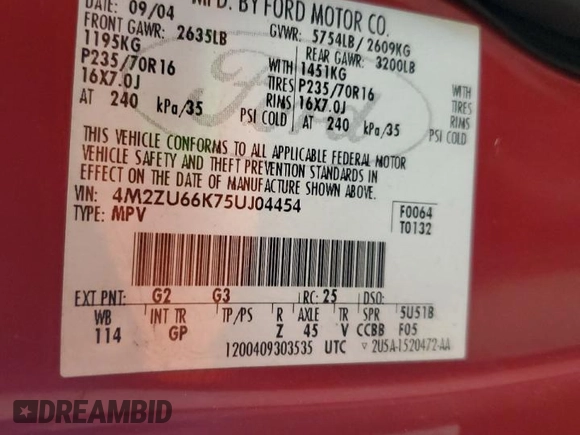 DATE: 09/04 MFD. BY FORD MOTOR CO.
FRONT GAWR: 2635LB GVWR: 5754LB/2609KG
1195KG WITH REAR GAWR: 3200LB
P235/70R16 TIRES 1451KG WITH
16X7.0J RIMS P235/70R16 TIRES
AT 240 kPa/35 PSI COLD 16X7.0J RIMS
AT 240 kPa/35 PSI COLD
Ford
THIS VEHICLE CONFORMS TO ALL APPLICABLE FEDERAL MOTOR
VEHICLE SAFETY AND THEFT PREVENTION STANDARDS IN
EFFECT ON THE DATE OF MANUFACTURE SHOWN ABOVE.
VIN: 4M2ZU66K75UJ04454
TYPE: MPV
F0064
T0132
EXT PNT: G2 G3 RC: 25 DSO:
WB INT TR TP/PS R AXLE TR SPR 5U51B
114 GP Z 45 V CCBB F05
1200409303535 UTC ▽ 2U5A-1520472-AA
DREAMBID